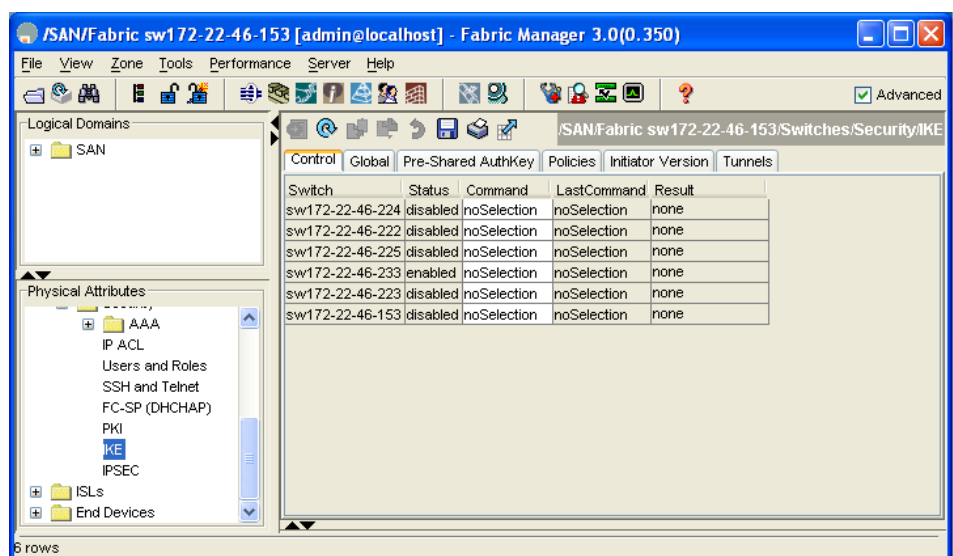 /SAN/Fabric sw172-22-46-153 [admin@localhost] - Fabric Manager 3.0(0.350)
File View Zone Tools Performance Server Help
Advanced
Logical Domains
SAN
/SAN/Fabric sw172-22-46-153/Switches/Security/IKE
Control Global Pre-Shared AuthKey Policies Initiator Version Tunnels
Switch Status Command LastCommand Result
sw172-22-46-224 disabled noSelection noSelection none
sw172-22-46-222 disabled noSelection noSelection none
sw172-22-46-225 disabled noSelection noSelection none
sw172-22-46-233 enabled noSelection noSelection none
sw172-22-46-223 disabled noSelection noSelection none
sw172-22-46-153 disabled noSelection noSelection none
Physical Attributes
AAA
IP ACL
Users and Roles
SSH and Telnet
FC-SP (DHCHAP)
PKI
IKE
IPSEC
ISLs
End Devices
6 rows